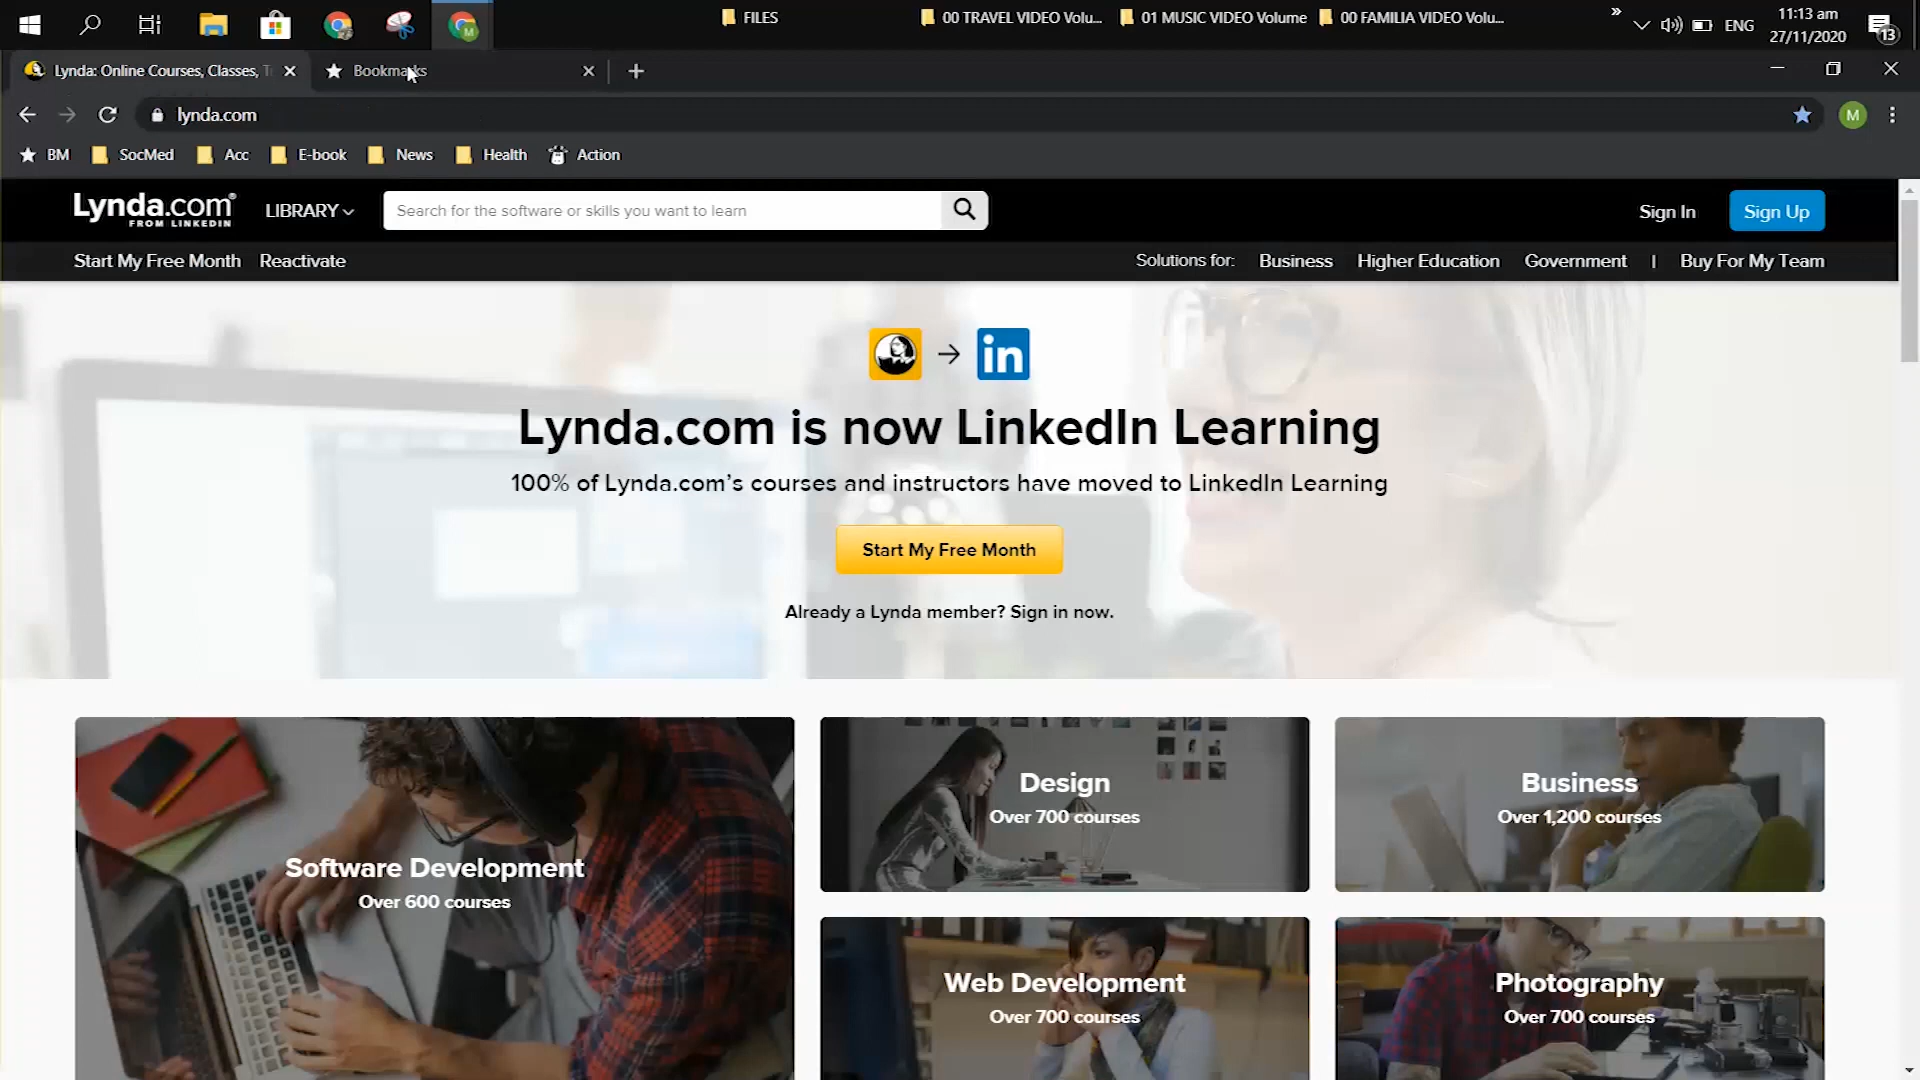 FILES
00 TRAVEL VIDEO Volu...
01 MUSIC VIDEO Volume
00 FAMILIA VIDEO Volu...
»
ENG
11:13 am
27/11/2020
13
M
Lynda: Online Courses, Classes, T
Bookmarks
lynda.com
M
BM
SocMed
Acc
E-book
News
Health
Action
Lynda.com®
FROM LINKEDIN
LIBRARY
Search for the software or skills you want to learn
Sign In
Sign Up
Start My Free Month
Reactivate
Solutions for:
Business
Higher Education
Government
|
Buy For My Team
in
Lynda.com is now LinkedIn Learning
100% of Lynda.com’s courses and instructors have moved to LinkedIn Learning
Start My Free Month
Already a Lynda member? Sign in now.
Software Development
Over 600 courses
Design
Over 700 courses
Business
Over 1,200 courses
Web Development
Over 700 courses
Photography
Over 700 courses